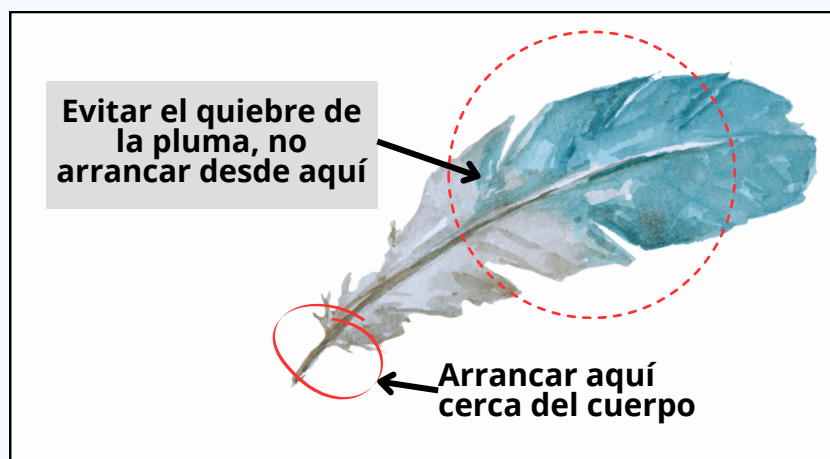 Evitar el quiebre de
la pluma, no
arrancar desde aquí
Arrancar aquí
cerca del cuerpo